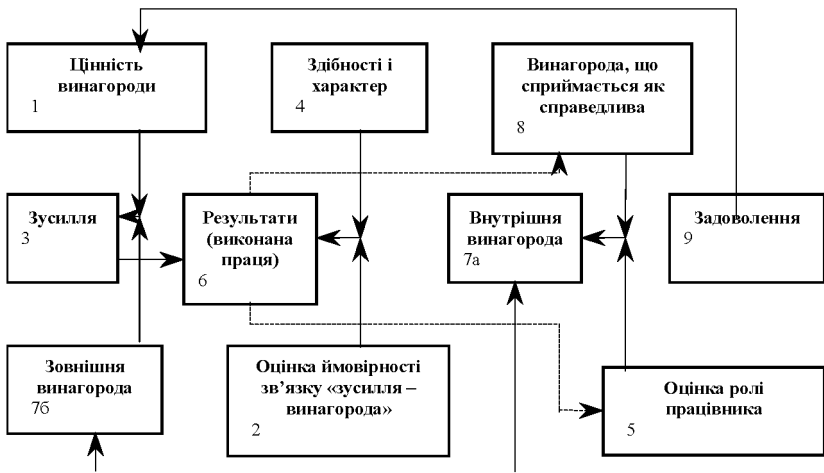 Цінність
винагороди
1
Здібності і
характер
4
Винагорода, що
сприймається як
справедлива
8
Зусилля
3
Результати
(виконана
праця)
6
Внутрішня
винагорода
7а
Задоволення
9
Зовнішня
винагорода
7б
Оцінка ймовірності
зв’язку «зусилля –
винагорода»
2
Оцінка ролі
працівника
5